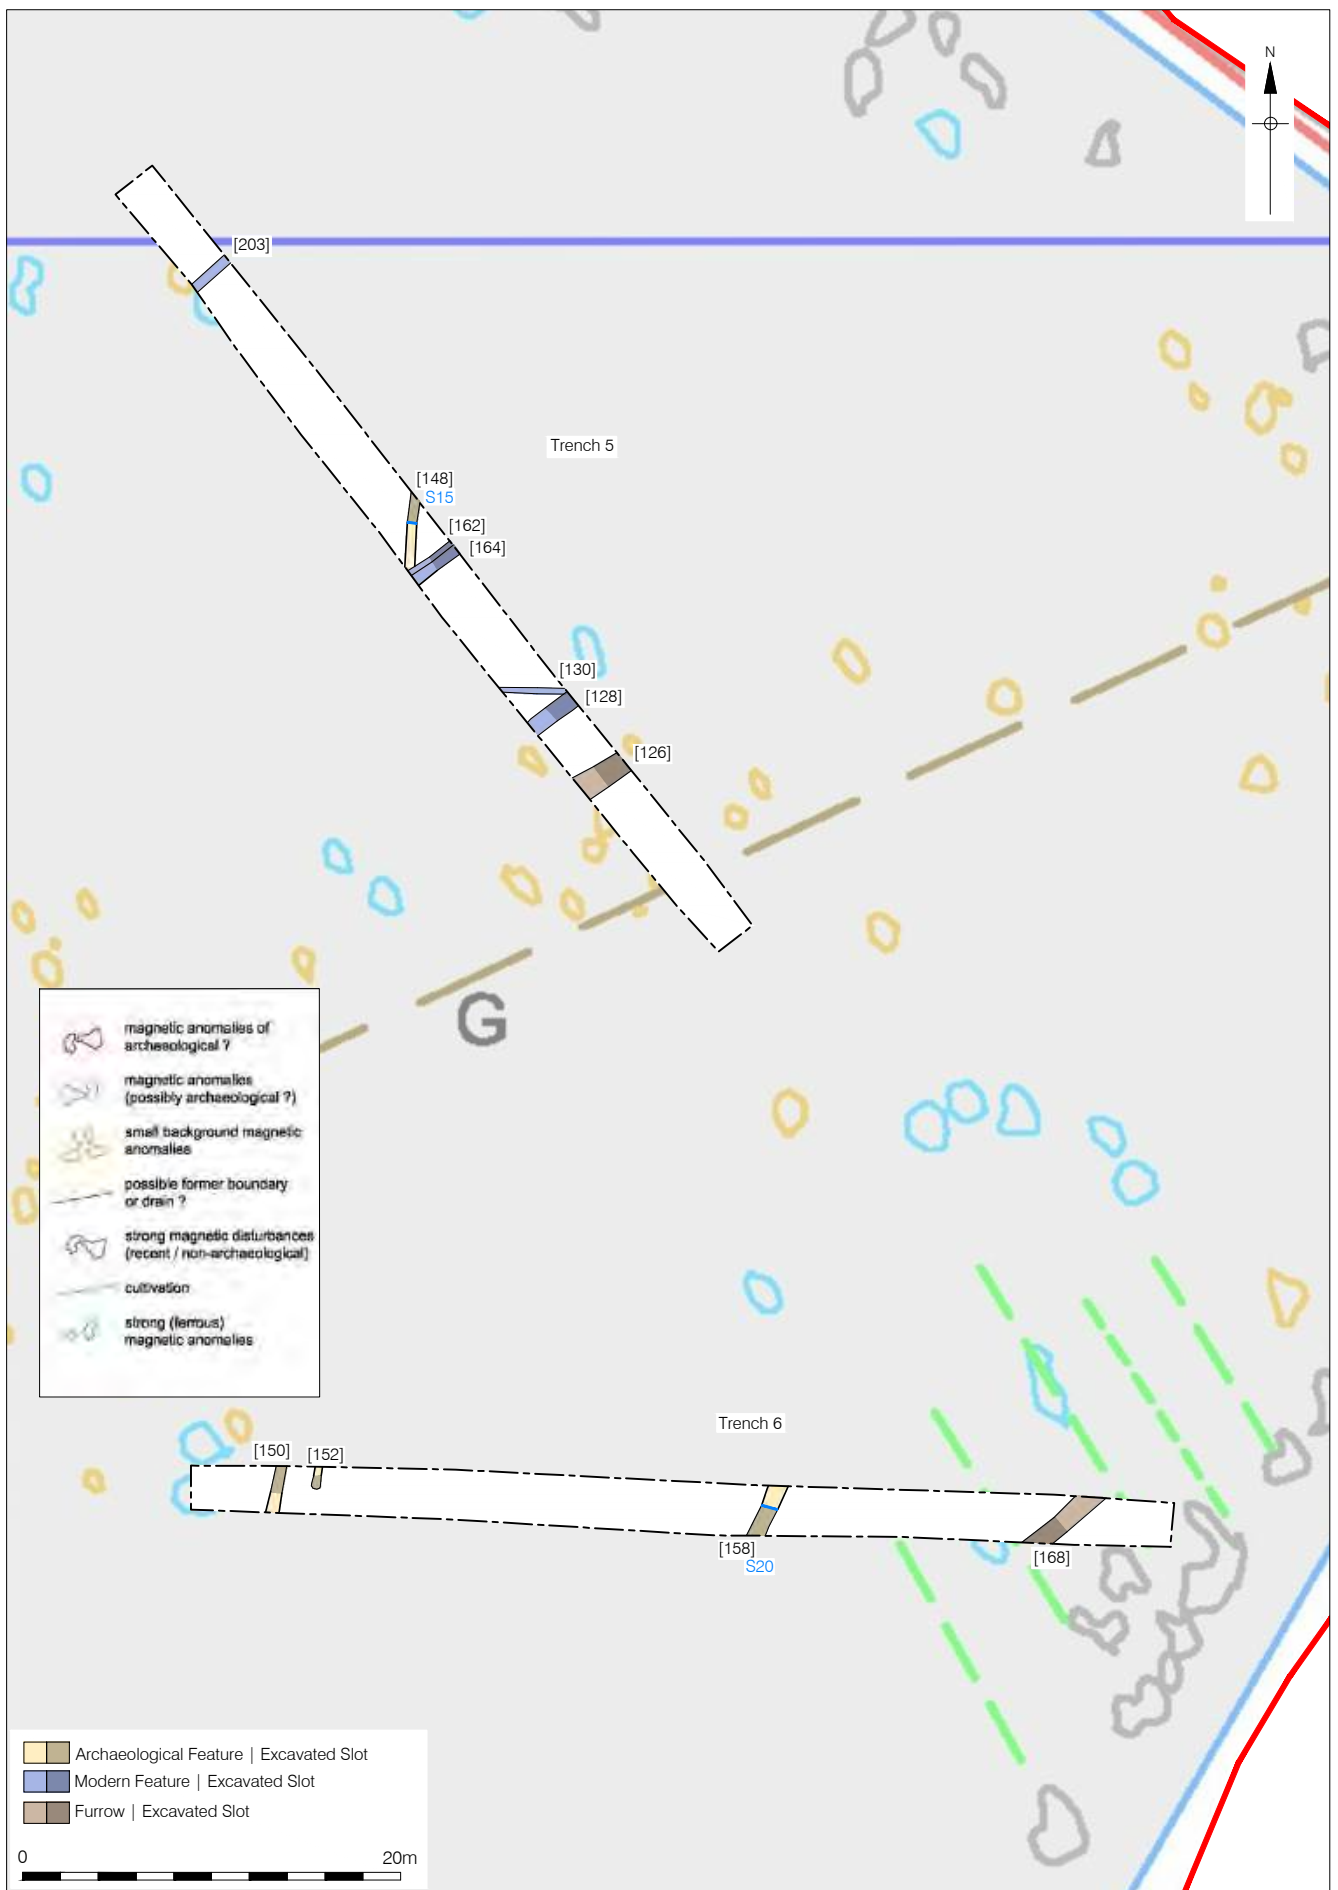 N
[203]
Trench 5
[148]
S15
[162]
[164]
[130]
[128]
[126]
G
magnetic anomalies of
archaeological ?
magnetic anomalies
(possibly archaeological ?)
small background magnetic
anomalies
possible former boundary
or drain ?
strong magnetic disturbances
(recent / non-archaeological)
cultivation
strong (ferrous)
magnetic anomalies
Trench 6
[150]
[152]
[158]
S20
[168]
Archaeological Feature | Excavated Slot
Modern Feature | Excavated Slot
Furrow | Excavated Slot
0 20m